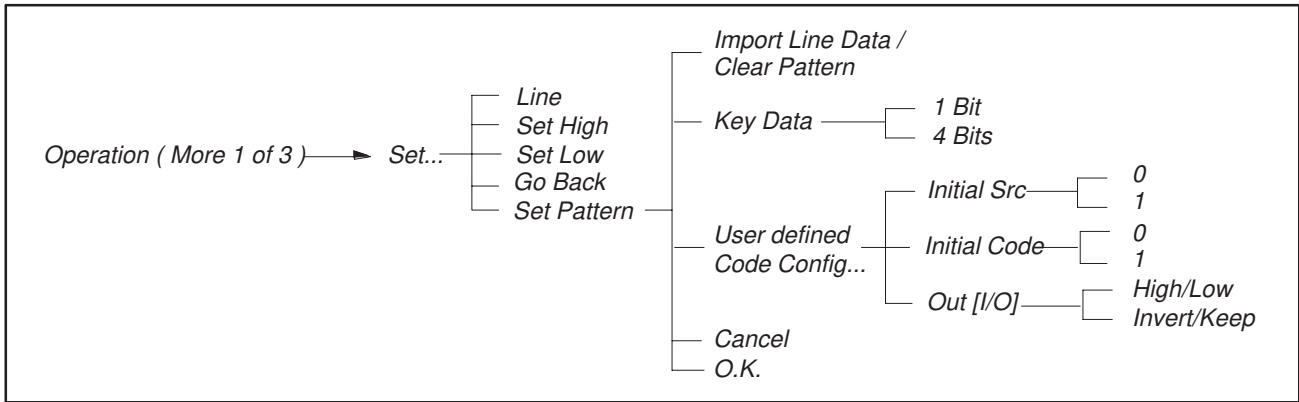 Operation ( More 1 of 3 )
Set...
Line
Set High
Set Low
Go Back
Set Pattern
Import Line Data /
Clear Pattern
Key Data
1 Bit
4 Bits
User defined
Code Config...
Initial Src
0
1
Initial Code
0
1
Out [I/O]
High/Low
Invert/Keep
Cancel
O.K.